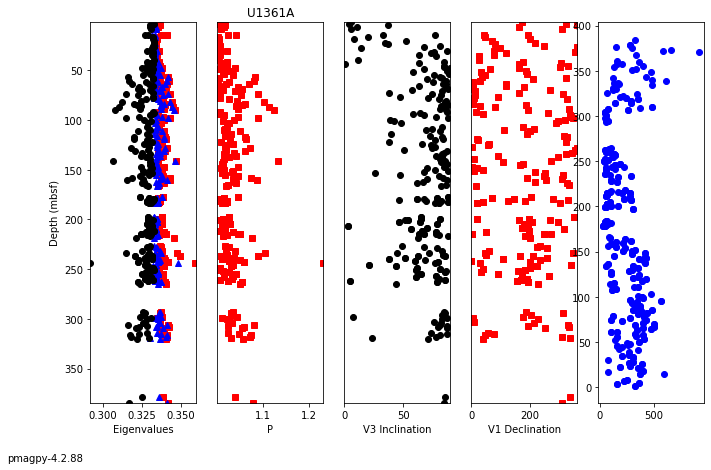 U1361A
50
100
150
200
250
300
350
Depth (mbsf)
400
350
300
250
200
150
100
50
0
0.300 0.325 0.350
1.1 1.2
0 50
0 200
0 500
Eigenvalues
P
V3 Inclination
V1 Declination
pmagpy-4.2.88